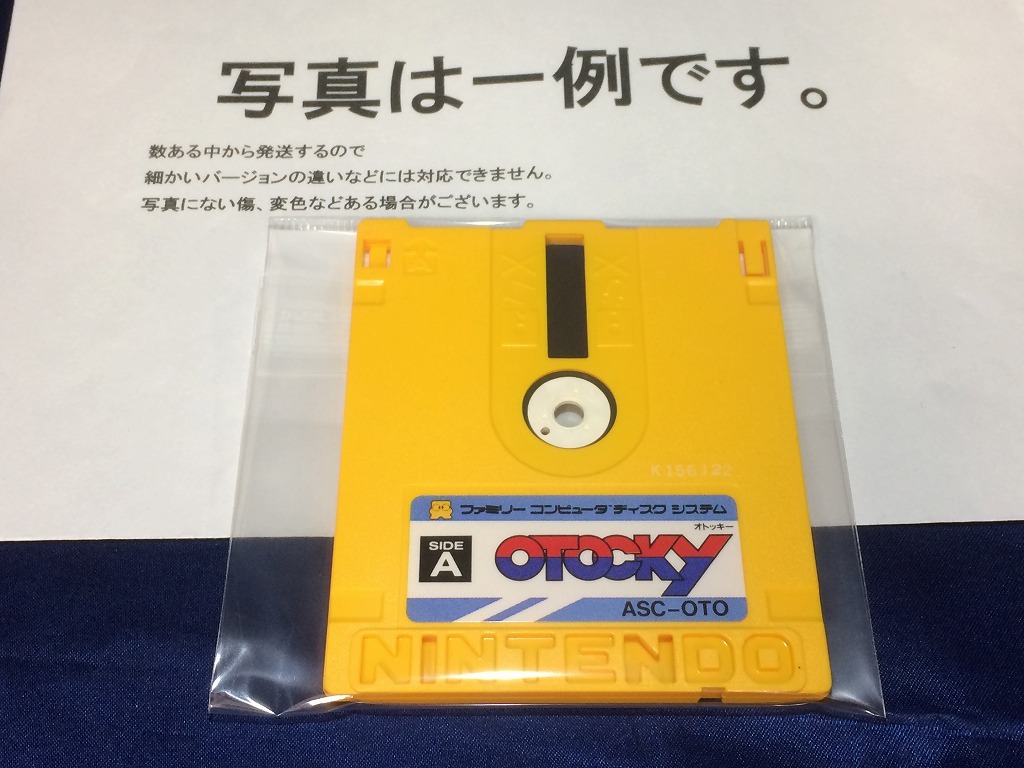 写真は一例です。
数ある中から発送するので
細かいバージョンの違いなどには対応できません。
写真にない傷、変色などある場合がございます。
K156122
ファミリー コンピュータ ディスク システム
オトッキー
SIDE A
OTOCKY
ASC-OTO
NINTENDO